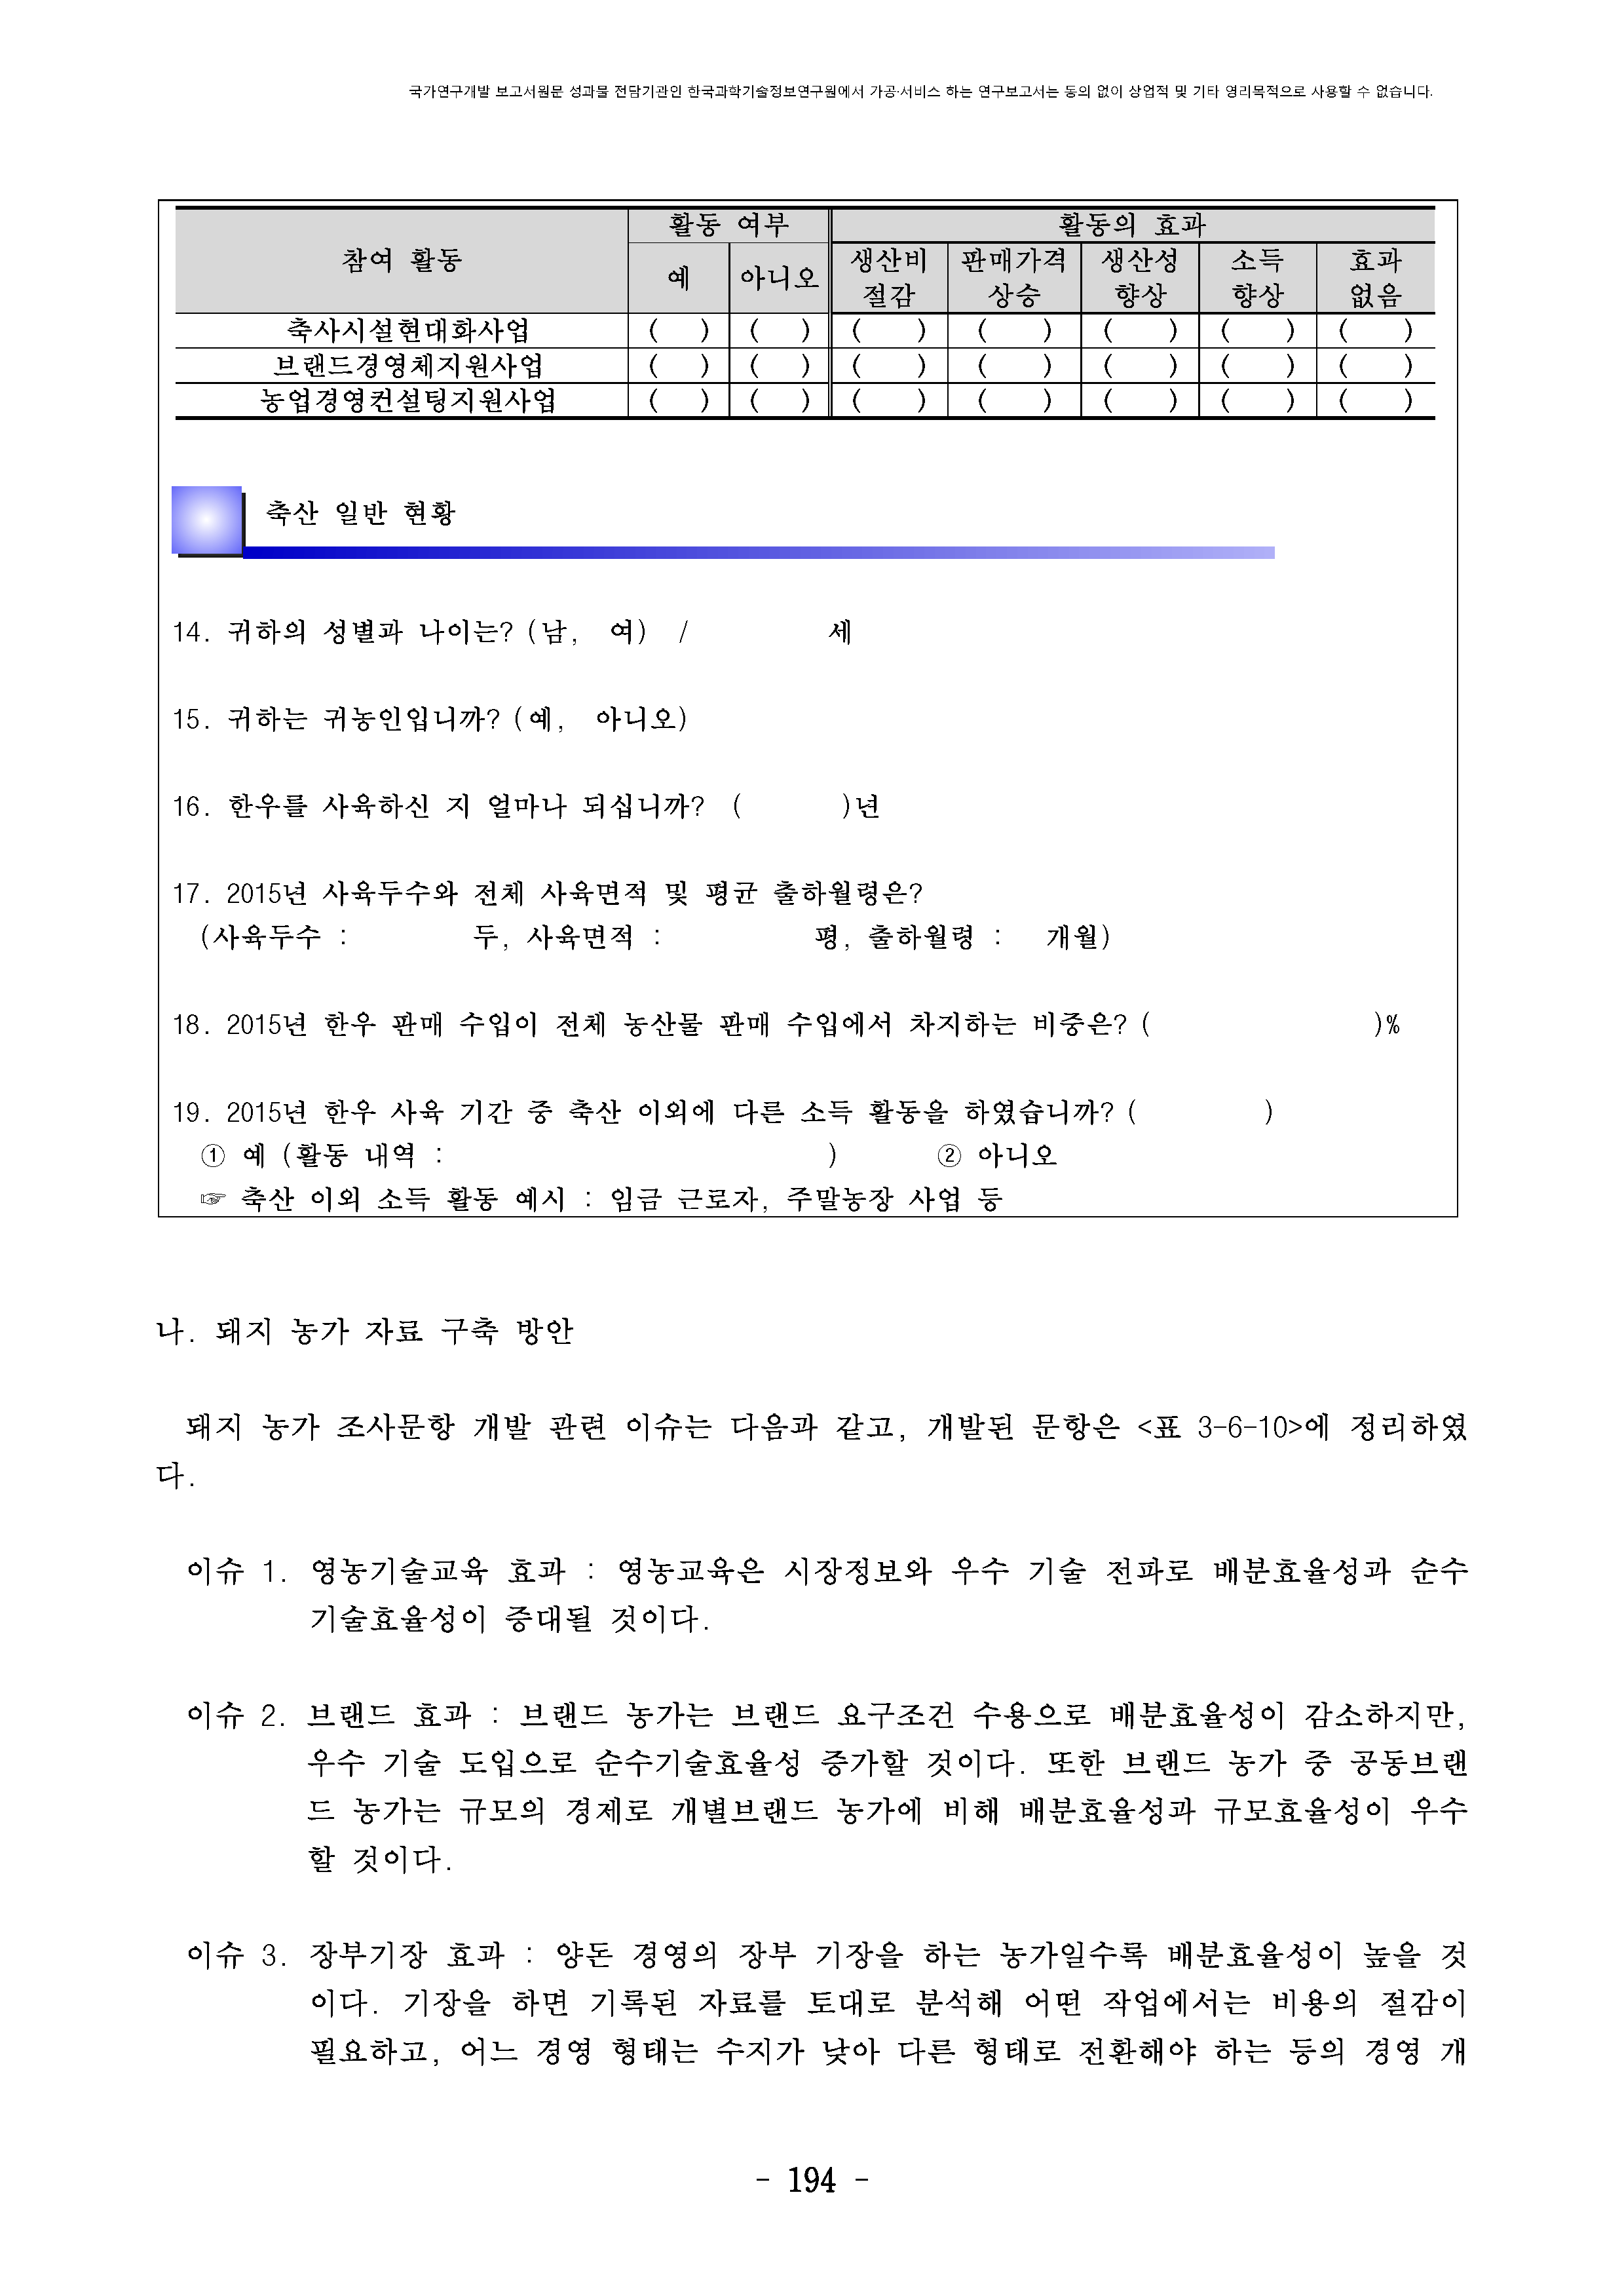 국가연구개발 보고서원문 성과물 전담기관인 한국과학기술정보연구원에서 가공·서비스 하는 연구보고서는 동의 없이 상업적 및 기타 영리목적으로 사용할 수 없습니다.
참여 활동 활동 여부 활동의 효과
예 아니오 생산비 절감 판매가격 상승 생산성 향상 소득 향상 효과 없음
축사시설현대화사업 ( ) ( ) ( ) ( ) ( ) ( ) ( )
브랜드경영체지원사업 ( ) ( ) ( ) ( ) ( ) ( ) ( )
농업경영컨설팅지원사업 ( ) ( ) ( ) ( ) ( ) ( ) ( )
축산 일반 현황
14. 귀하의 성별과 나이는? (남, 여) / 세
15. 귀하는 귀농인입니까? (예, 아니오)
16. 한우를 사육하신 지 얼마나 되십니까? ( )년
17. 2015년 사육두수와 전체 사육면적 및 평균 출하월령은?
(사육두수 : 두, 사육면적 : 평, 출하월령 : 개월)
18. 2015년 한우 판매 수입이 전체 농산물 판매 수입에서 차지하는 비중은? ( )%
19. 2015년 한우 사육 기간 중 축산 이외에 다른 소득 활동을 하였습니까? ( )
① 예 (활동 내역 : ) ② 아니오
☞ 축산 이외 소득 활동 예시 : 임금 근로자, 주말농장 사업 등
나. 돼지 농가 자료 구축 방안
돼지 농가 조사문항 개발 관련 이슈는 다음과 같고, 개발된 문항은 <표 3-6-10>에 정리하였
다.
이슈 1. 영농기술교육 효과 : 영농교육은 시장정보와 우수 기술 전파로 배분효율성과 순수
기술효율성이 증대될 것이다.
이슈 2. 브랜드 효과 : 브랜드 농가는 브랜드 요구조건 수용으로 배분효율성이 감소하지만,
우수 기술 도입으로 순수기술효율성 증가할 것이다. 또한 브랜드 농가 중 공동브랜
드 농가는 규모의 경제로 개별브랜드 농가에 비해 배분효율성과 규모효율성이 우수
할 것이다.
이슈 3. 장부기장 효과 : 양돈 경영의 장부 기장을 하는 농가일수록 배분효율성이 높을 것
이다. 기장을 하면 기록된 자료를 토대로 분석해 어떤 작업에서는 비용의 절감이
필요하고, 어느 경영 형태는 수지가 낮아 다른 형태로 전환해야 하는 등의 경영 개
- 194 -